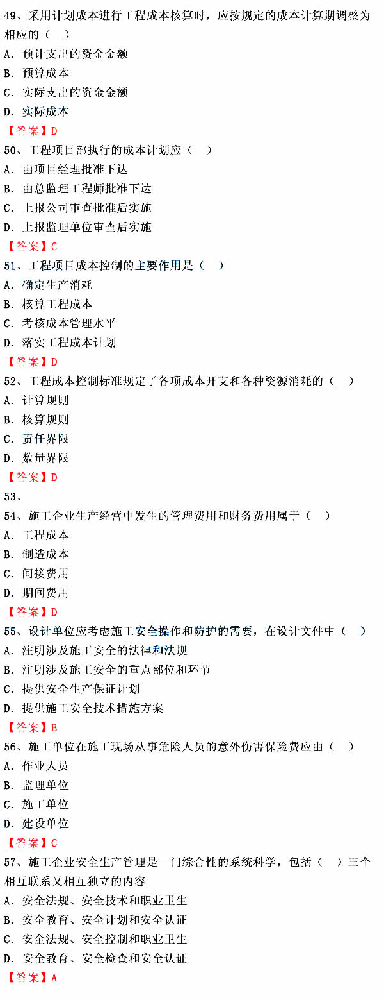 49、采用计划成本进行工程成本核算时，应按规定的成本计算期调整为
相应的（　）
A．预计支出的资金金额
B．预算成本
C．实际支出的资金金额
D．实际成本
【答案】D
50、工程项目部执行的成本计划应（　）
A．由项目经理批准下达
B．由总监理工程师批准下达
C．上报公司审查批准后实施
D．上报监理单位审查后实施
【答案】C
51、工程项目成本控制的主要作用是（　）
A．确定生产消耗
B．核算工程成本
C．考核成本管理水平
D．落实工程成本计划
【答案】D
52、工程成本控制标准规定了各项成本开支和各种资源消耗的（　）
A．计算规则
B．核算规则
C．责任界限
D．数量界限
【答案】D
53、
54、施工企业生产经营中发生的管理费用和财务费用属于（　）
A．工程成本
B．制造成本
C．间接费用
D．期间费用
【答案】D
55、设计单位应考虑施工安全操作和防护的需要，在设计文件中（　）
A．注明涉及施工安全的法律和法规
B．注明涉及施工安全的重点部位和环节
C．提供安全生产保证计划
D．提供施工安全技术措施方案
【答案】B
56、施工单位在施工现场从事危险人员的意外伤害保险费应由（　）
A．作业人员
B．监理单位
C．施工单位
D．建设单位
【答案】C
57、施工企业安全生产管理是一门综合性的系统科学，包括（　）三个
相互联系又相互独立的内容
A．安全法规、安全技术和职业卫生
B．安全教育、安全计划和安全认证
C．安全法规、安全控制和职业卫生
D．安全教育、安全检查和安全认证
【答案】A